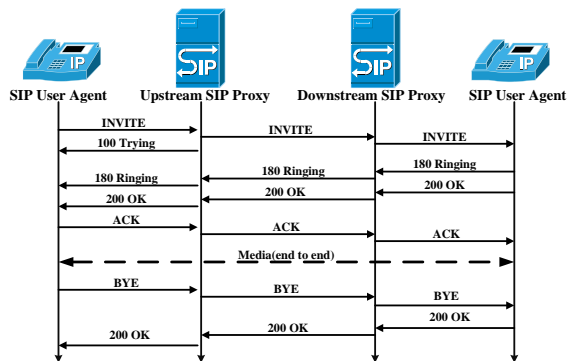 IP
SIP
SIP
IP
SIP User Agent
Upstream SIP Proxy
Downstream SIP Proxy
SIP User Agent
INVITE
INVITE
INVITE
100 Trying
180 Ringing
180 Ringing
180 Ringing
200 OK
200 OK
200 OK
ACK
ACK
ACK
Media(end to end)
BYE
BYE
BYE
200 OK
200 OK
200 OK